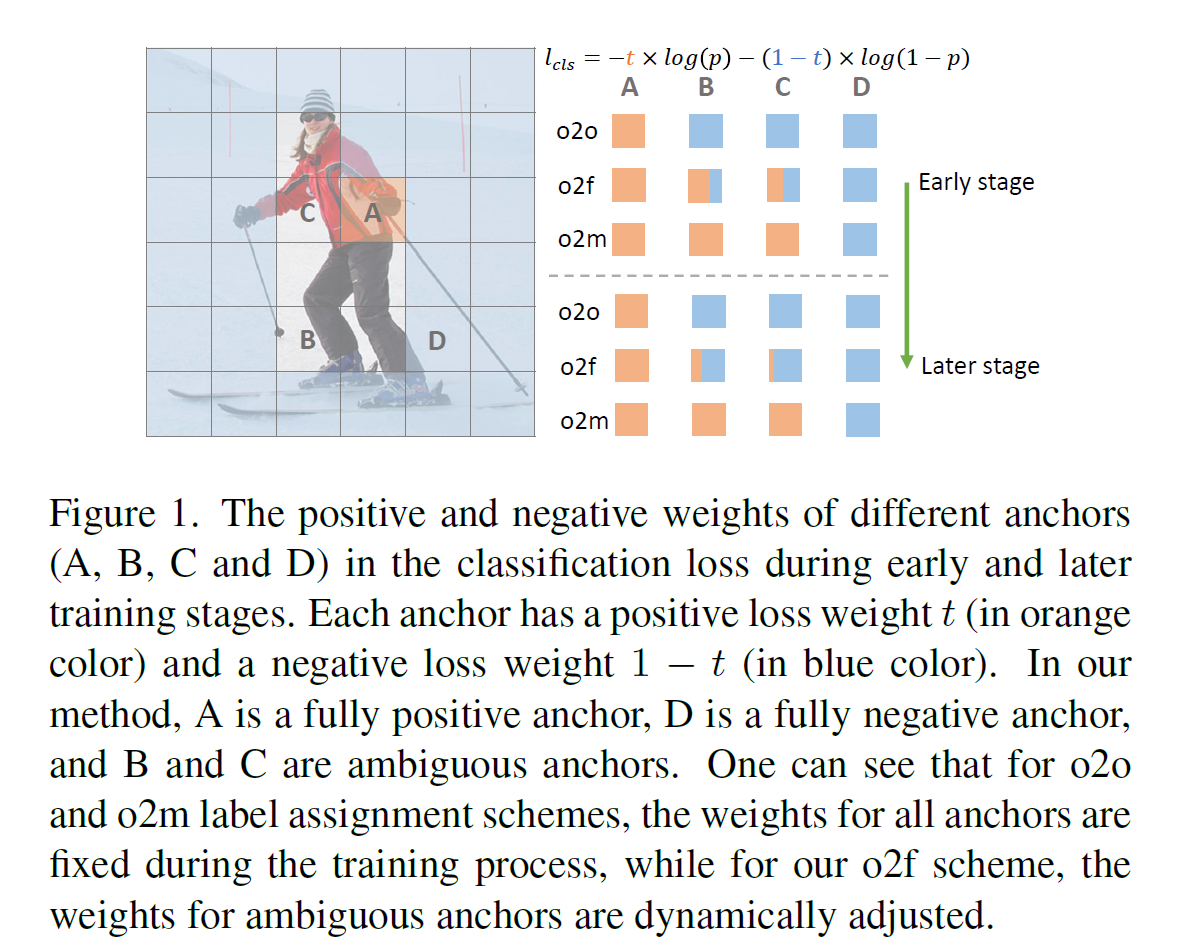 l_cls = −t × log(p) − (1 − t) × log(1 − p)
A B C D
o2o
o2f
o2m
Early stage
C A
B D
o2o
o2f
o2m
Later stage
Figure 1. The positive and negative weights of different anchors
(A, B, C and D) in the classification loss during early and later
training stages. Each anchor has a positive loss weight t (in orange
color) and a negative loss weight 1 − t (in blue color). In our
method, A is a fully positive anchor, D is a fully negative anchor,
and B and C are ambiguous anchors. One can see that for o2o
and o2m label assignment schemes, the weights for all anchors are
fixed during the training process, while for our o2f scheme, the
weights for ambiguous anchors are dynamically adjusted.